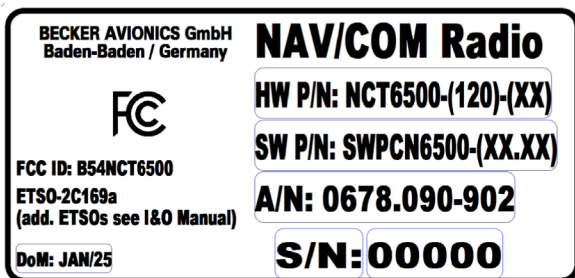 BECKER AVIONICS GmbH
Baden-Baden / Germany
NAV/COM Radio
HW P/N: NCT6500-(120)-(XX)
FC
SW P/N: SWPCN6500-(XX.XX)
FCC ID: B54NCT6500
ETSO-2C169a
(add. ETSOs see I&O Manual)
A/N: 0678.090-902
DoM: JAN/25
S/N: 00000